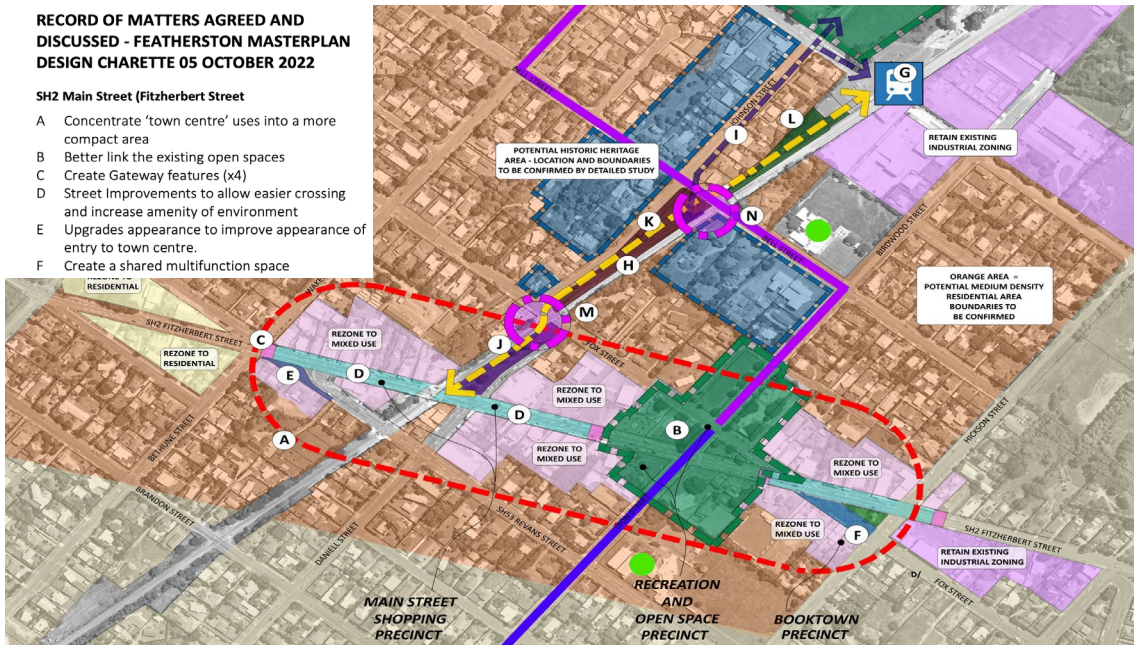 RECORD OF MATTERS AGREED AND
DISCUSSED - FEATHERSTON MASTERPLAN
DESIGN CHARETTE 05 OCTOBER 2022
SH2 Main Street (Fitzherbert Street
A Concentrate ‘town centre’ uses into a more
compact area
B Better link the existing open spaces
C Create Gateway features (x4)
D Street Improvements to allow easier crossing
and increase amenity of environment
E Upgrades appearance to improve appearance of
entry to town centre.
F Create a shared multifunction space
BELL STREET
JOHNSON STREET
G
L
I
RETAIN EXISTING
INDUSTRIAL ZONING
POTENTIAL HISTORIC HERITAGE
AREA - LOCATION AND BOUNDARIES
TO BE CONFIRMED BY DETAILED STUDY
K
N
H
BELL STREET
BIRDWOOD STREET
ORANGE AREA =
POTENTIAL MEDIUM DENSITY
RESIDENTIAL AREA
BOUNDARIES TO
BE CONFIRMED
REZONE TO
RESIDENTIAL
SH2 FITZHERBERT STREET
REZONE TO
RESIDENTIAL
C
REZONE TO
MIXED USE
M
J
FOX STREET
E
D
D
REZONE TO
MIXED USE
REZONE TO
MIXED USE
A
B
BETHUNE STREET
HICKSON STREET
REZONE TO
MIXED USE
REZONE TO
MIXED USE
F
BRANDON STREET
DANIELL STREET
SH53 REVANS STREET
SH2 FITZHERBERT STREET
RETAIN EXISTING
INDUSTRIAL ZONING
FOX STREET
MAIN STREET
SHOPPING
PRECINCT
RECREATION
AND
OPEN SPACE
PRECINCT
BOOKTOWN
PRECINCT